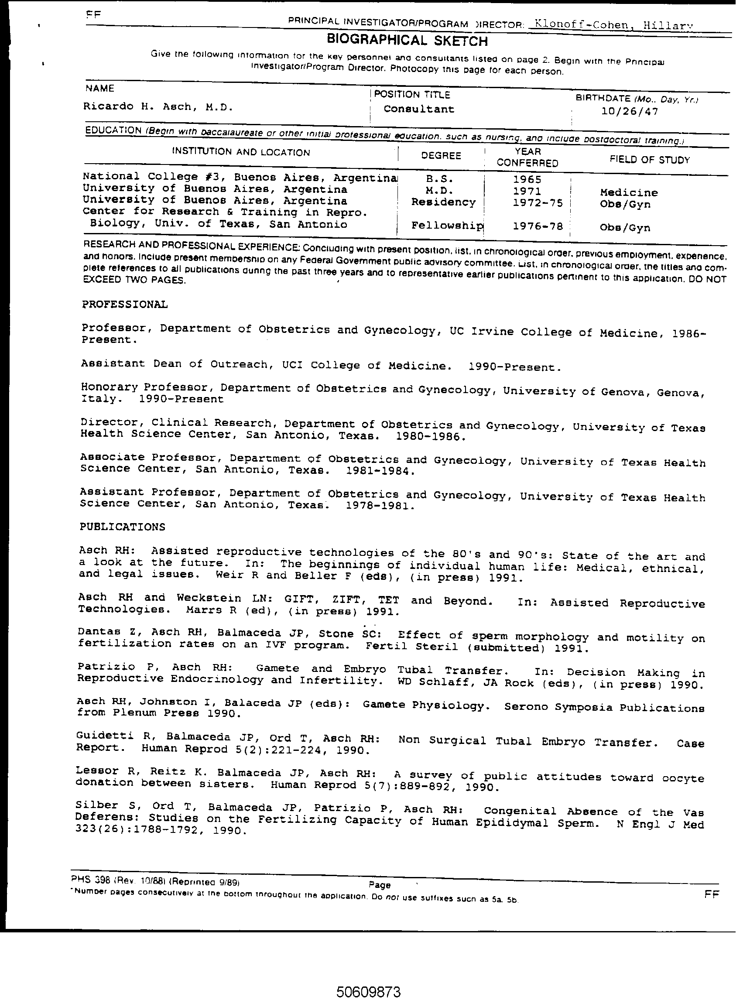 FF
PRINCIPAL INVESTIGATOR/PROGRAM DIRECTOR: Klonoff-Cohen, Hillary
BIOGRAPHICAL SKETCH
Give the following information for the key personnel and consultants listed on page 2. Begin with the Principal
Investigator/Program Director. Photocopy this page for each person.
NAME
Ricardo H. Asch, M.D.
POSITION TITLE
Consultant
BIRTHDATE (Mo., Day, Yr.)
10/26/47
EDUCATION (Begin with baccalaureate or other initial professional education, such as nursing, and include postdoctoral training.)
INSTITUTION AND LOCATION DEGREE YEAR CONFERRED FIELD OF STUDY
National College #3, Buenos Aires, Argentina B.S. 1965
University of Buenos Aires, Argentina M.D. 1971 Medicine
University of Buenos Aires, Argentina Residency 1972-75 Obs/Gyn
Center for Research & Training in Repro.
Biology, Univ. of Texas, San Antonio Fellowship 1976-78 Obs/Gyn
RESEARCH AND PROFESSIONAL EXPERIENCE: Concluding with present position, list, in chronological order, previous employment, experience,
and honors. Include present membership on any Federal Government public advisory committee. List, in chronological order, the titles and com-
plete references to all publications during the past three years and to representative earlier publications pertinent to this application. DO NOT
EXCEED TWO PAGES.
PROFESSIONAL
Professor, Department of Obstetrics and Gynecology, UC Irvine College of Medicine, 1986-
Present.
Assistant Dean of Outreach, UCI College of Medicine. 1990-Present.
Honorary Professor, Department of Obstetrics and Gynecology, University of Genova, Genova,
Italy. 1990-Present
Director, Clinical Research, Department of Obstetrics and Gynecology, University of Texas
Health Science Center, San Antonio, Texas. 1980-1986.
Associate Professor, Department of Obstetrics and Gynecology, University of Texas Health
Science Center, San Antonio, Texas. 1981-1984.
Assistant Professor, Department of Obstetrics and Gynecology, University of Texas Health
Science Center, San Antonio, Texas. 1978-1981.
PUBLICATIONS
Asch RH: Assisted reproductive technologies of the 80's and 90's: State of the art and
a look at the future. In: The beginnings of individual human life: Medical, ethnical,
and legal issues. Weir R and Beller F (eds), (in press) 1991.
Asch RH and Weckstein LN: GIFT, ZIFT, TET and Beyond. In: Assisted Reproductive
Technologies. Marrs R (ed), (in press) 1991.
Dantas Z, Asch RH, Balmaceda JP, Stone SC: Effect of sperm morphology and motility on
fertilization rates on an IVF program. Fertil Steril (submitted) 1991.
Patrizio P, Asch RH: Gamete and Embryo Tubal Transfer. In: Decision Making in
Reproductive Endocrinology and Infertility. WD Schlaff, JA Rock (eds), (in press) 1990.
Asch RH, Johnston I, Balaceda JP (eds): Gamete Physiology. Serono Symposia Publications
from Plenum Press 1990.
Guidetti R, Balmaceda JP, Ord T, Asch RH: Non Surgical Tubal Embryo Transfer. Case
Report. Human Reprod 5(2):221-224, 1990.
Lessor R, Reitz K. Balmaceda JP, Asch RH: A survey of public attitudes toward oocyte
donation between sisters. Human Reprod 5(7):889-892, 1990.
Silber S, Ord T, Balmaceda JP, Patrizio P, Asch RH: Congenital Absence of the Vas
Deferens: Studies on the Fertilizing Capacity of Human Epididymal Sperm. N Engl J Med
323(26):1788-1792, 1990.
PHS 398 (Rev. 10/88) (Reprinted 9/89) Page FF
*Number pages consecutively at the bottom throughout the application. Do not use suffixes such as 5a, 5b.
50609873